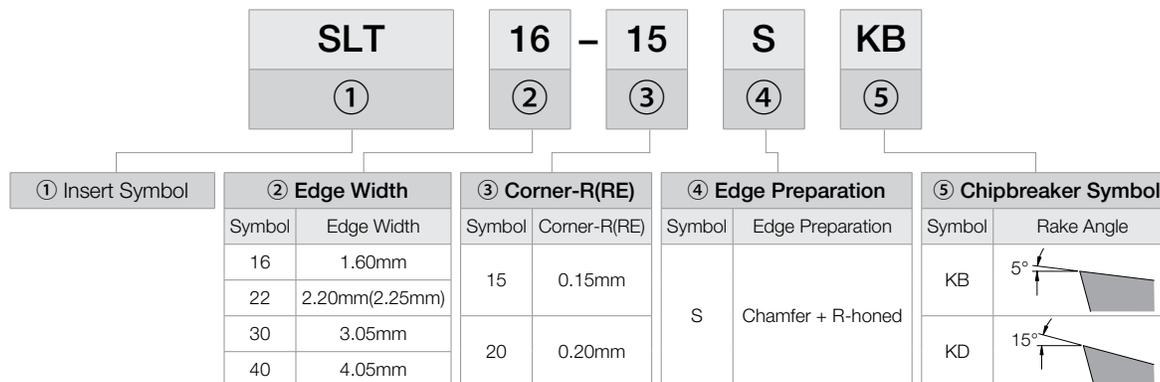 SLT 16 – 15 S KB
① ② ③ ④ ⑤
① Insert Symbol
② Edge Width
Symbol Edge Width
16 1.60mm
22 2.20mm(2.25mm)
30 3.05mm
40 4.05mm
③ Corner-R(RE)
Symbol Corner-R(RE)
15 0.15mm
20 0.20mm
④ Edge Preparation
Symbol Edge Preparation
S Chamfer + R-honed
⑤ Chipbreaker Symbol
Symbol Rake Angle
KB 5°
KD 15°